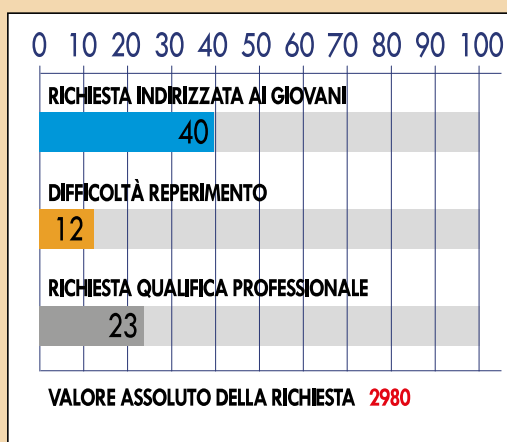 0 10 20 30 40 50 60 70 80 90 100
RICHIESTA INDIRIZZATA AI GIOVANI
40
DIFFICOLTÀ REPERIMENTO
12
RICHIESTA QUALIFICA PROFESSIONALE
23
VALORE ASSOLUTO DELLA RICHIESTA 2980